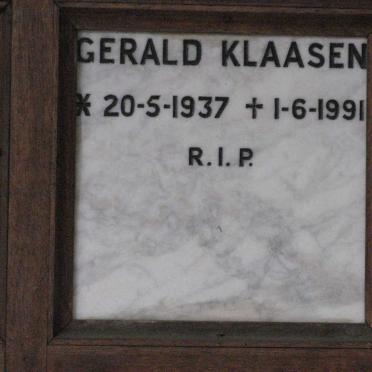 GERALD KLAASEN
* 20-5-1937 † 1-6-1991
R.I.P.